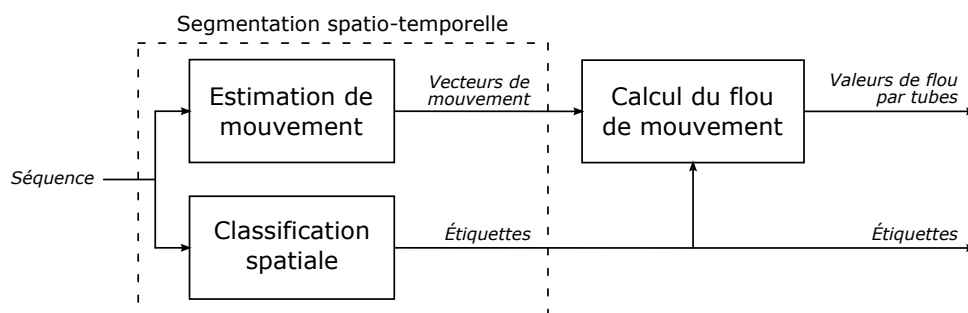 Segmentation spatio-temporelle
Estimation de
mouvement
Vecteurs de
mouvement
Calcul du flou
de mouvement
Valeurs de flou
par tubes
Séquence
Classification
spatiale
Étiquettes
Étiquettes